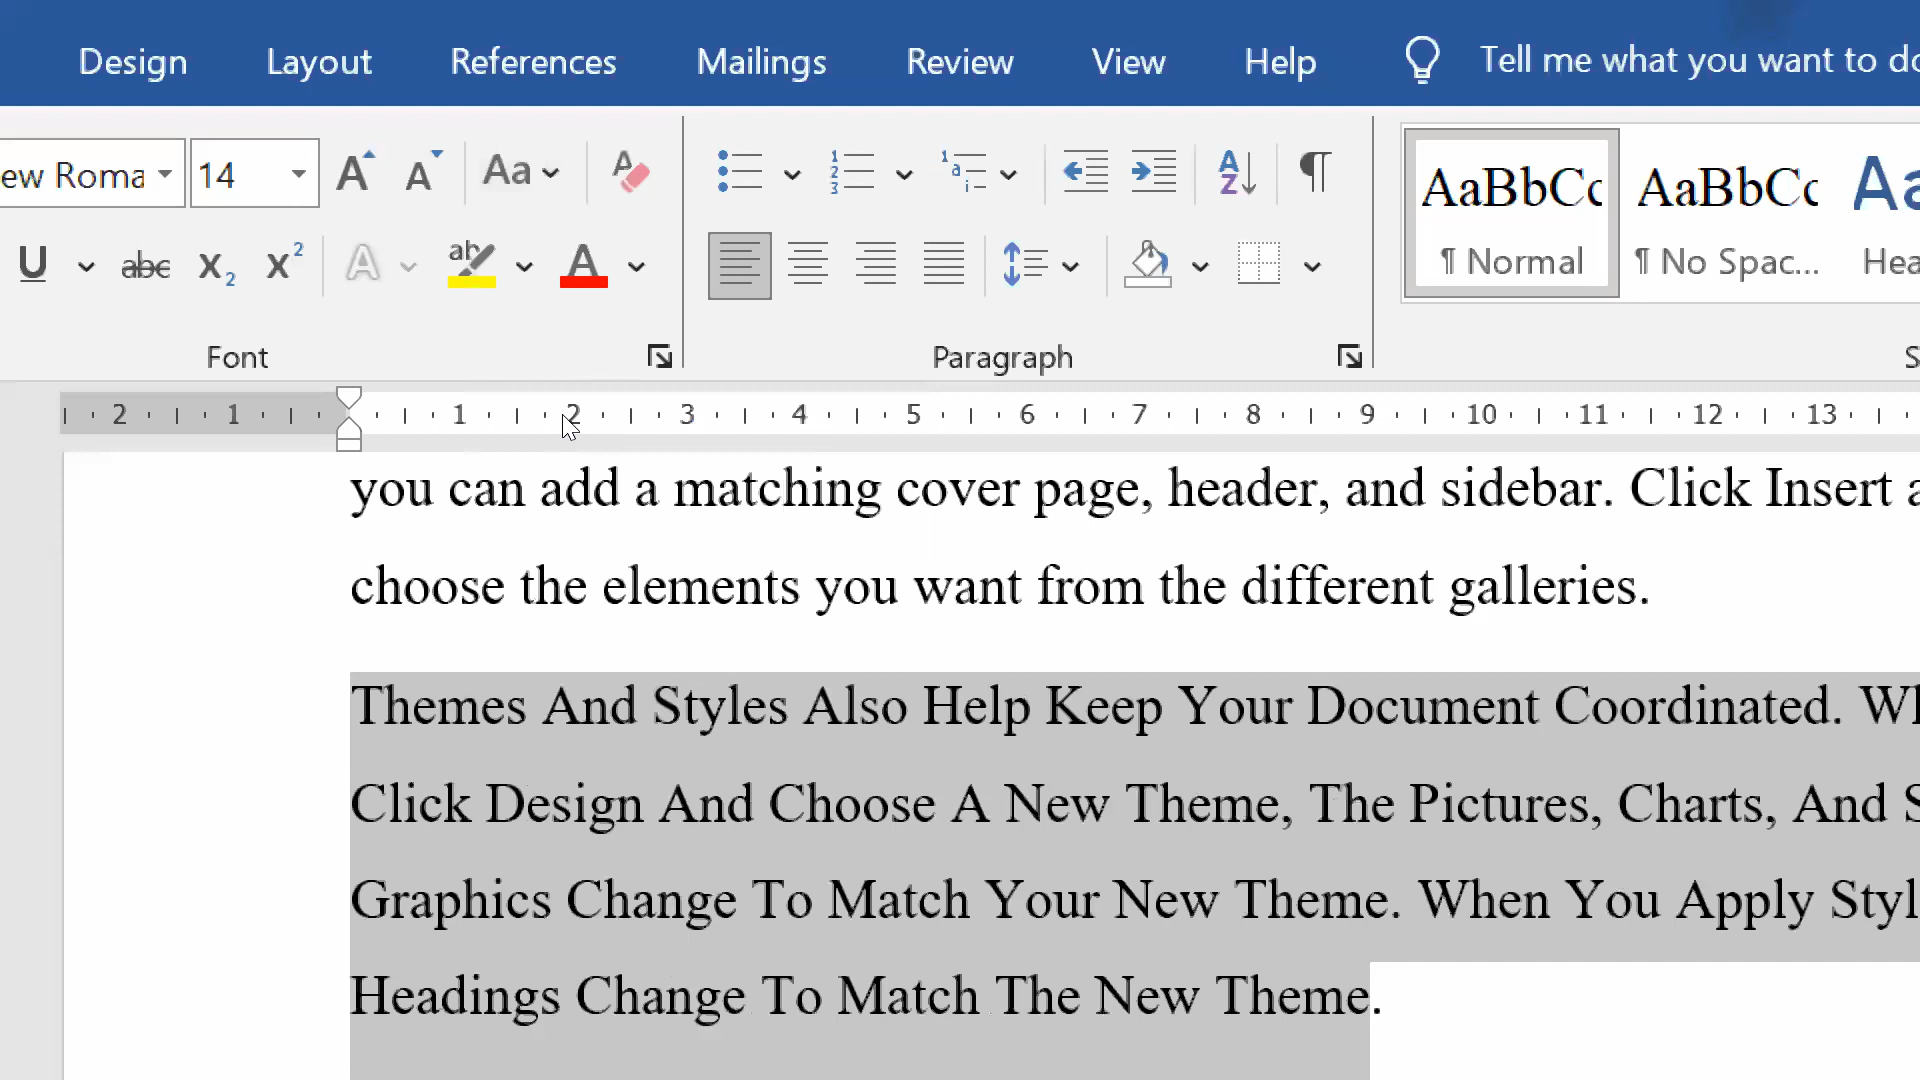 Design Layout References Mailings Review View Help Tell me what you want to do
ew Roma 14 Aa
U abc X2 X2 A ab A
AaBbCc AaBbCc
¶ Normal ¶ No Spac...
Font Paragraph
2 1 1 2 3 4 5 6 7 8 9 10 11 12 13
you can add a matching cover page, header, and sidebar. Click Insert
choose the elements you want from the different galleries.
Themes And Styles Also Help Keep Your Document Coordinated.
Click Design And Choose A New Theme, The Pictures, Charts, And
Graphics Change To Match Your New Theme. When You Apply Styl
Headings Change To Match The New Theme.